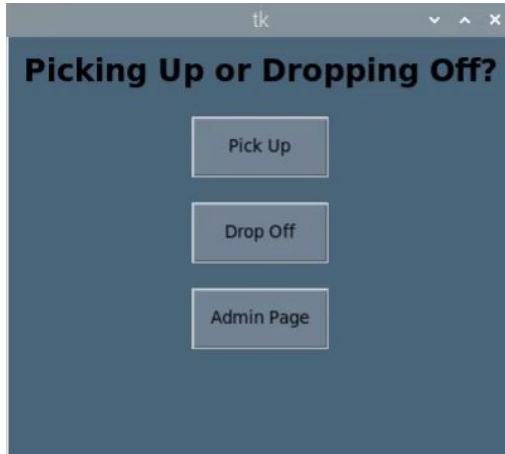 tk
Picking Up or Dropping Off?
Pick Up
Drop Off
Admin Page